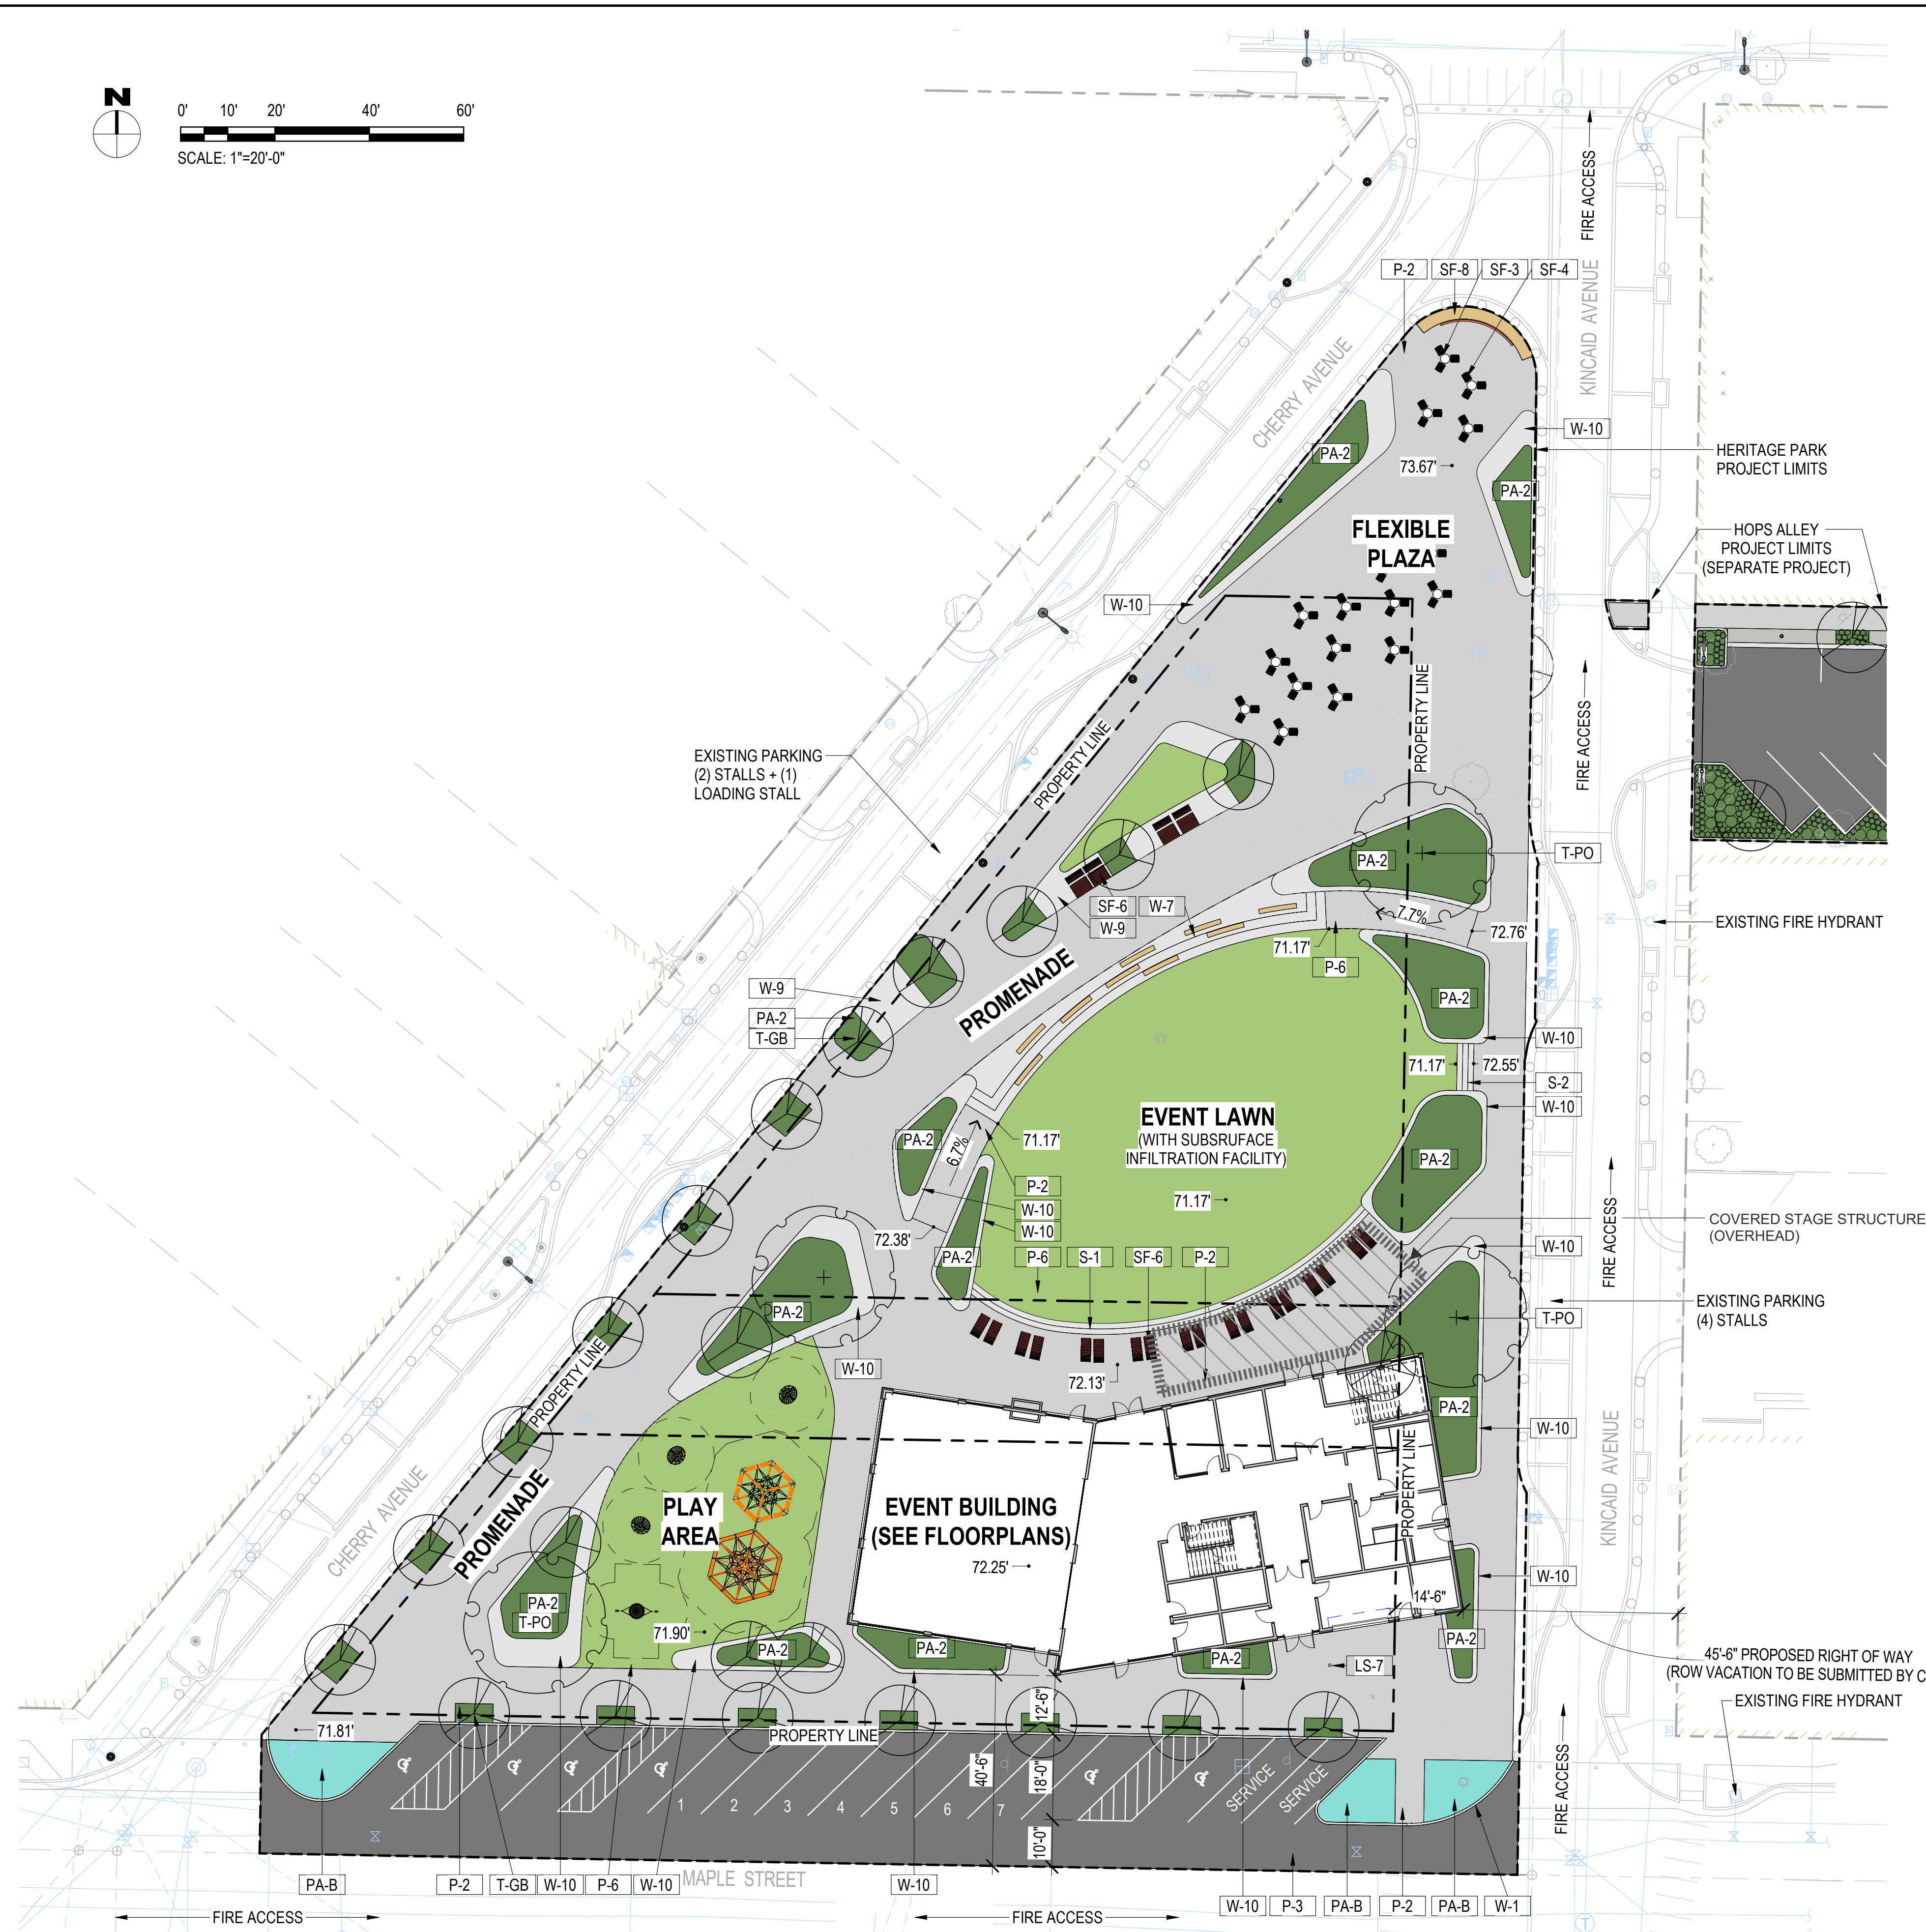 N
0' 10' 20' 40' 60'
SCALE: 1"=20'-0"
FIRE ACCESS
KINCAID AVENUE
P-2 SF-8 SF-3 SF-4
CHERRY AVENUE
W-10
HERITAGE PARK
PROJECT LIMITS
PA-2
73.67'
PA-2
HOPS ALLEY
PROJECT LIMITS
(SEPARATE PROJECT)
FLEXIBLE
PLAZA
W-10
PROPERTY LINE
FIRE ACCESS
PROPERTY LINE
EXISTING PARKING
(2) STALLS + (1)
LOADING STALL
PA-2
T-PO
SF-6 W-7
W-9
7.7%
72.76'
EXISTING FIRE HYDRANT
71.17'
P-6
PROMENADE
W-9
PA-2
T-GB
PA-2
W-10
71.17'
72.55'
S-2
W-10
EVENT LAWN
(WITH SUBSRUFACE
INFILTRATION FACILITY)
71.17'
PA-2
6.7%
71.17'
PA-2
P-2
W-10
W-10
72.38'
PA-2
P-6 S-1 SF-6 P-2
FIRE ACCESS
COVERED STAGE STRUCTURE
(OVERHEAD)
W-10
EXISTING PARKING
(4) STALLS
T-PO
PA-2
W-10
72.13'
PROPERTY LINE
PA-2
W-10
KINCAID AVENUE
PROPERTY LINE
CHERRY AVENUE
PROMENADE
PLAY
AREA
EVENT BUILDING
(SEE FLOORPLANS)
72.25'
W-10
14'-6"
PA-2
T-PO
71.90'
PA-2
PA-2
PA-2
PA-2
LS-7
45'-6" PROPOSED RIGHT OF WAY
(ROW VACATION TO BE SUBMITTED BY C
EXISTING FIRE HYDRANT
12'-6"
71.81'
PROPERTY LINE
40'-6"
18'-0"
10'-0"
1 2 3 4 5 6 7
SERVICE
SERVICE
FIRE ACCESS
PA-B
P-2 T-GB W-10 P-6 W-10
MAPLE STREET
W-10
W-10 P-3 PA-B P-2 PA-B W-1
FIRE ACCESS
FIRE ACCESS
T